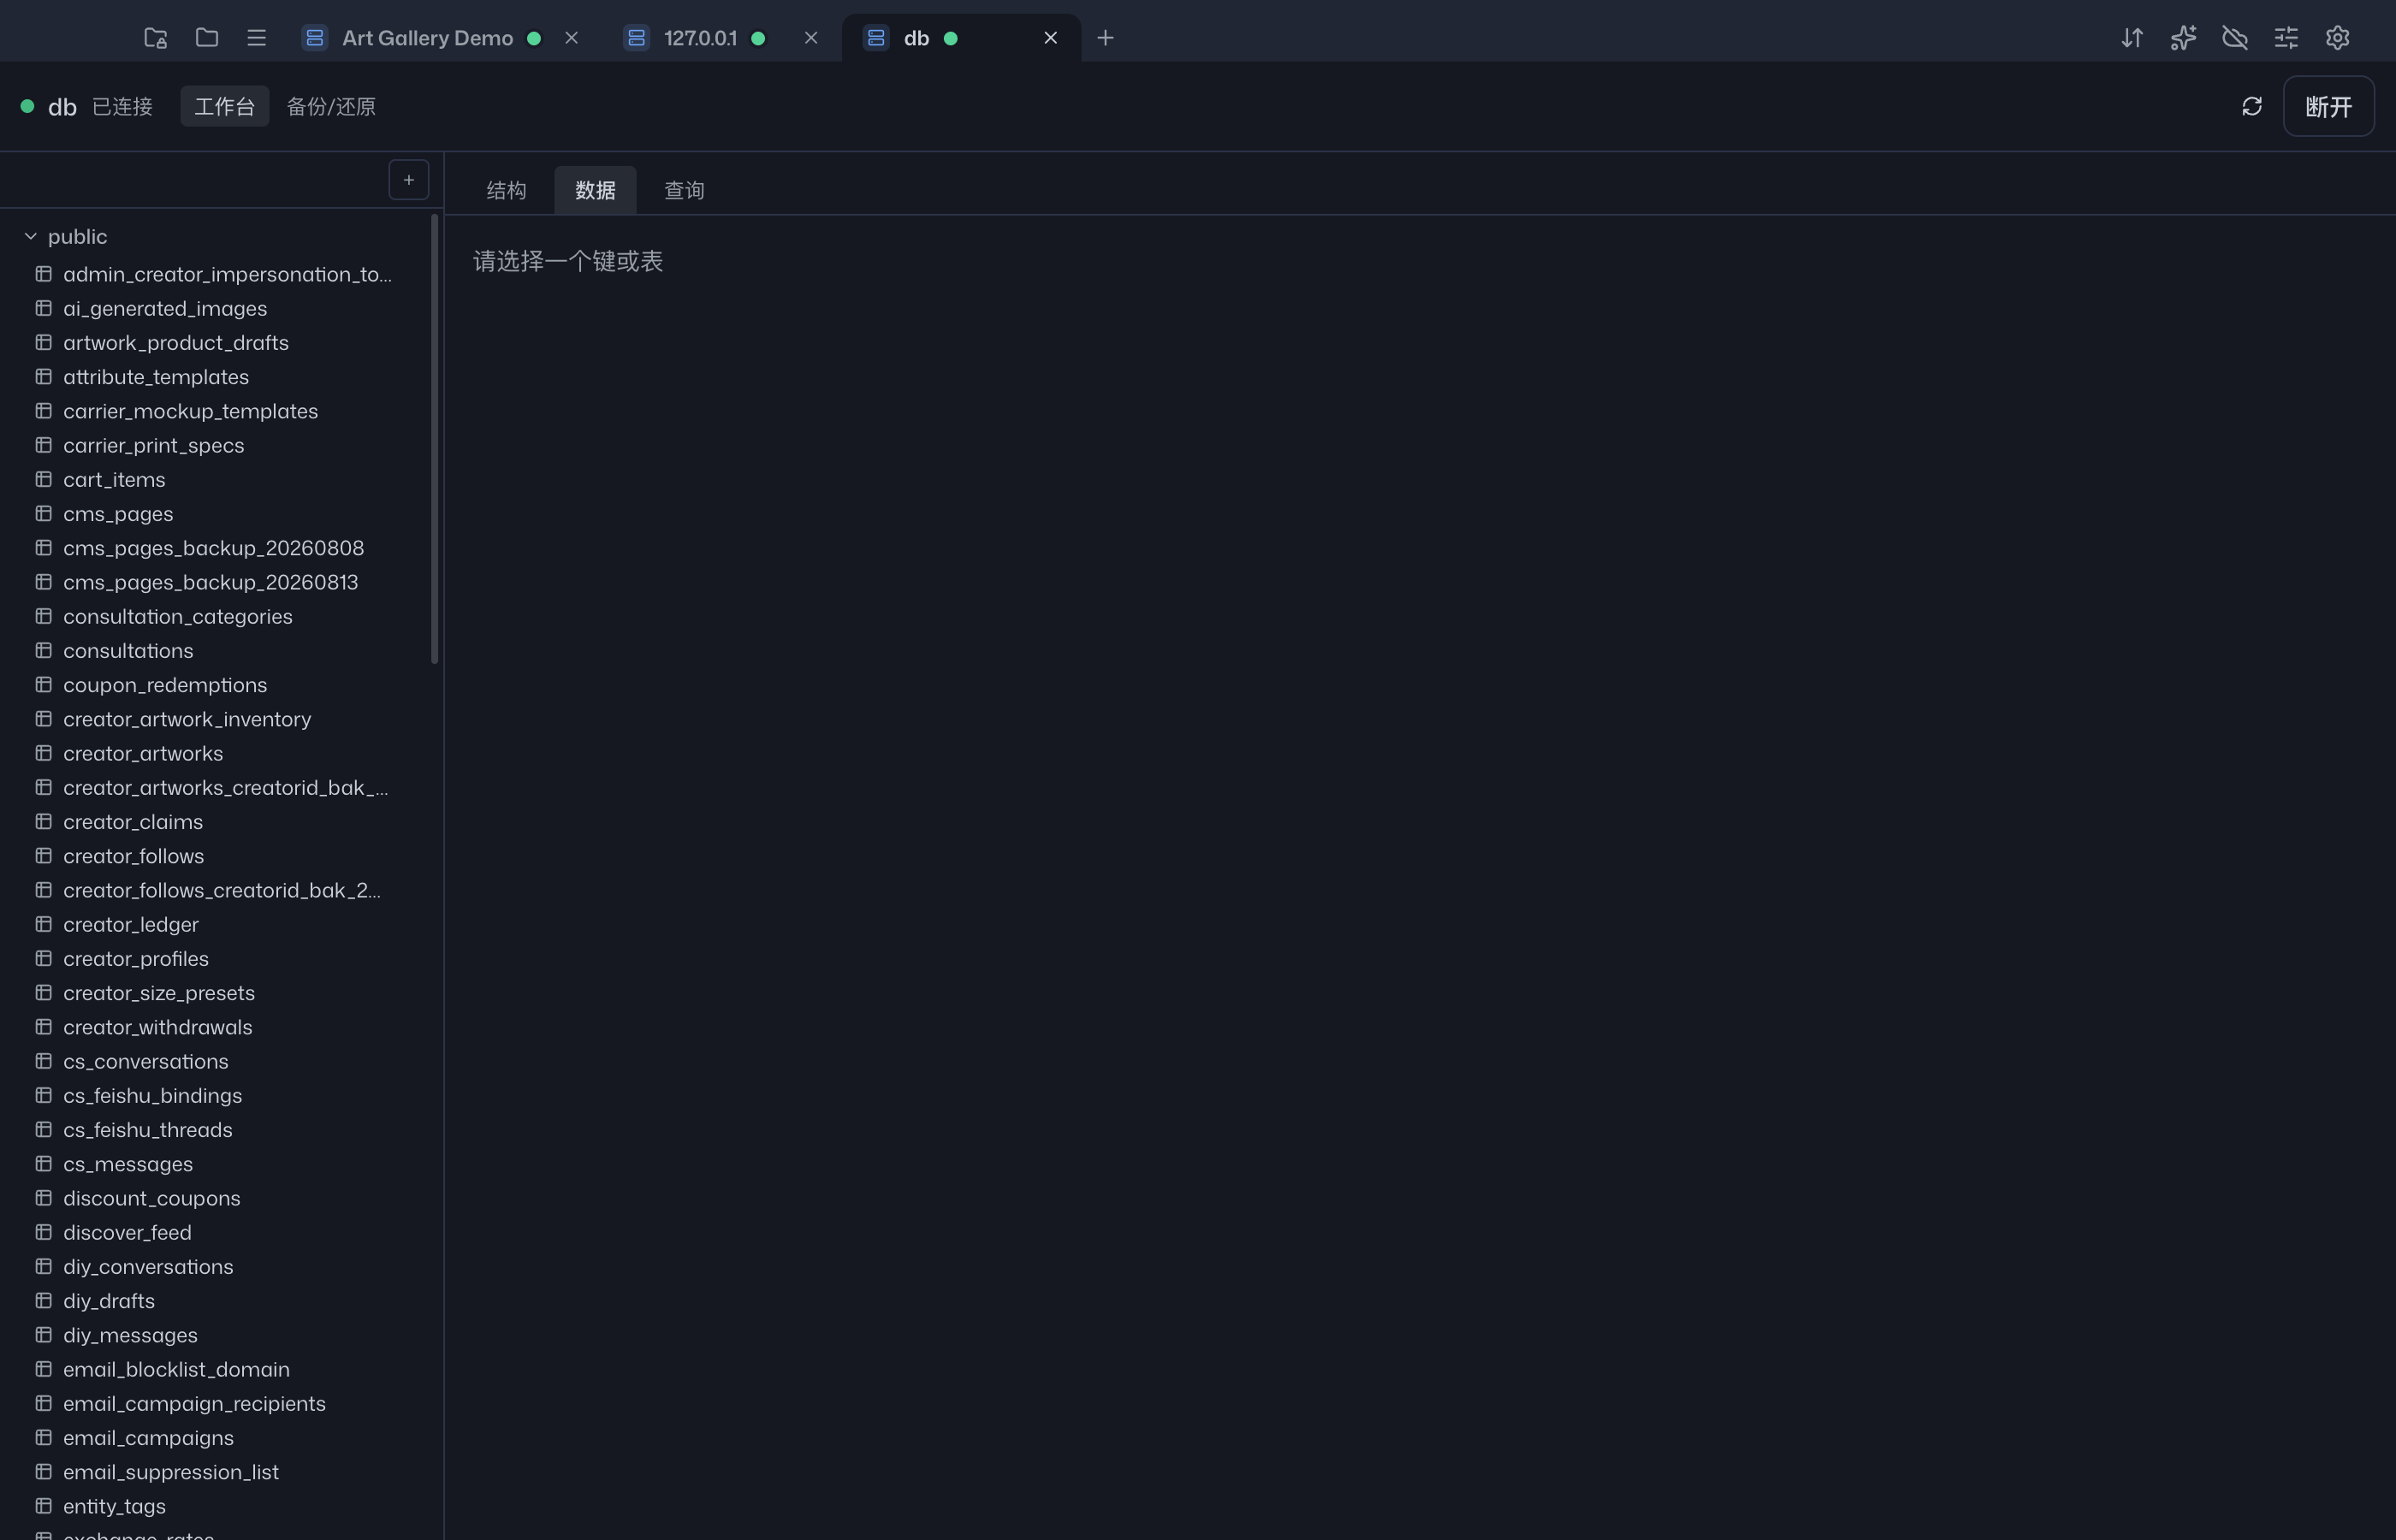 Art Gallery Demo
127.0.0.1
db
db 已连接 工作台 备份/还原
断开
结构 数据 查询
请选择一个键或表
public
admin_creator_impersonation_to...
ai_generated_images
artwork_product_drafts
attribute_templates
carrier_mockup_templates
carrier_print_specs
cart_items
cms_pages
cms_pages_backup_20260808
cms_pages_backup_20260813
consultation_categories
consultations
coupon_redemptions
creator_artwork_inventory
creator_artworks
creator_artworks_creatorid_bak_...
creator_claims
creator_follows
creator_follows_creatorid_bak_2...
creator_ledger
creator_profiles
creator_size_presets
creator_withdrawals
cs_conversations
cs_feishu_bindings
cs_feishu_threads
cs_messages
discount_coupons
discover_feed
diy_conversations
diy_drafts
diy_messages
email_blocklist_domain
email_campaign_recipients
email_campaigns
email_suppression_list
entity_tags
exchange_rates